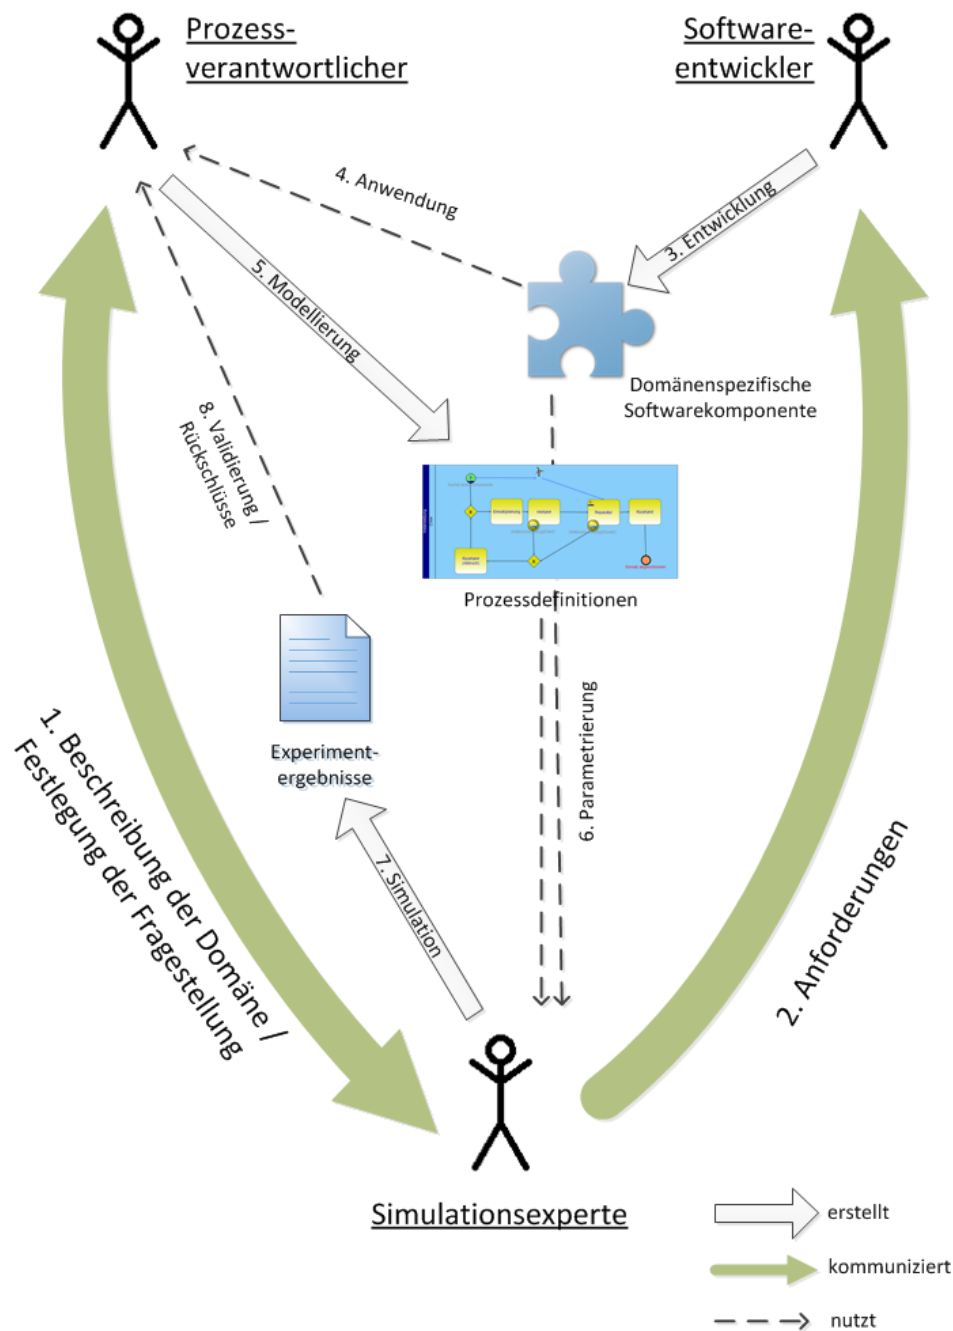 Prozess-
verantwortlicher
Software-
entwickler
4. Anwendung
3. Entwicklung
5. Modellierung
Domänenspezifische
Softwarekomponente
8. Validierung /
Rückschlüsse
Prozessdefinitionen
6. Parametrierung
Experiment-
ergebnisse
7. Simulation
1. Beschreibung der Domäne /
Festlegung der Fragestellung
2. Anforderungen
Simulationsexperte
erstellt
kommuniziert
nutzt